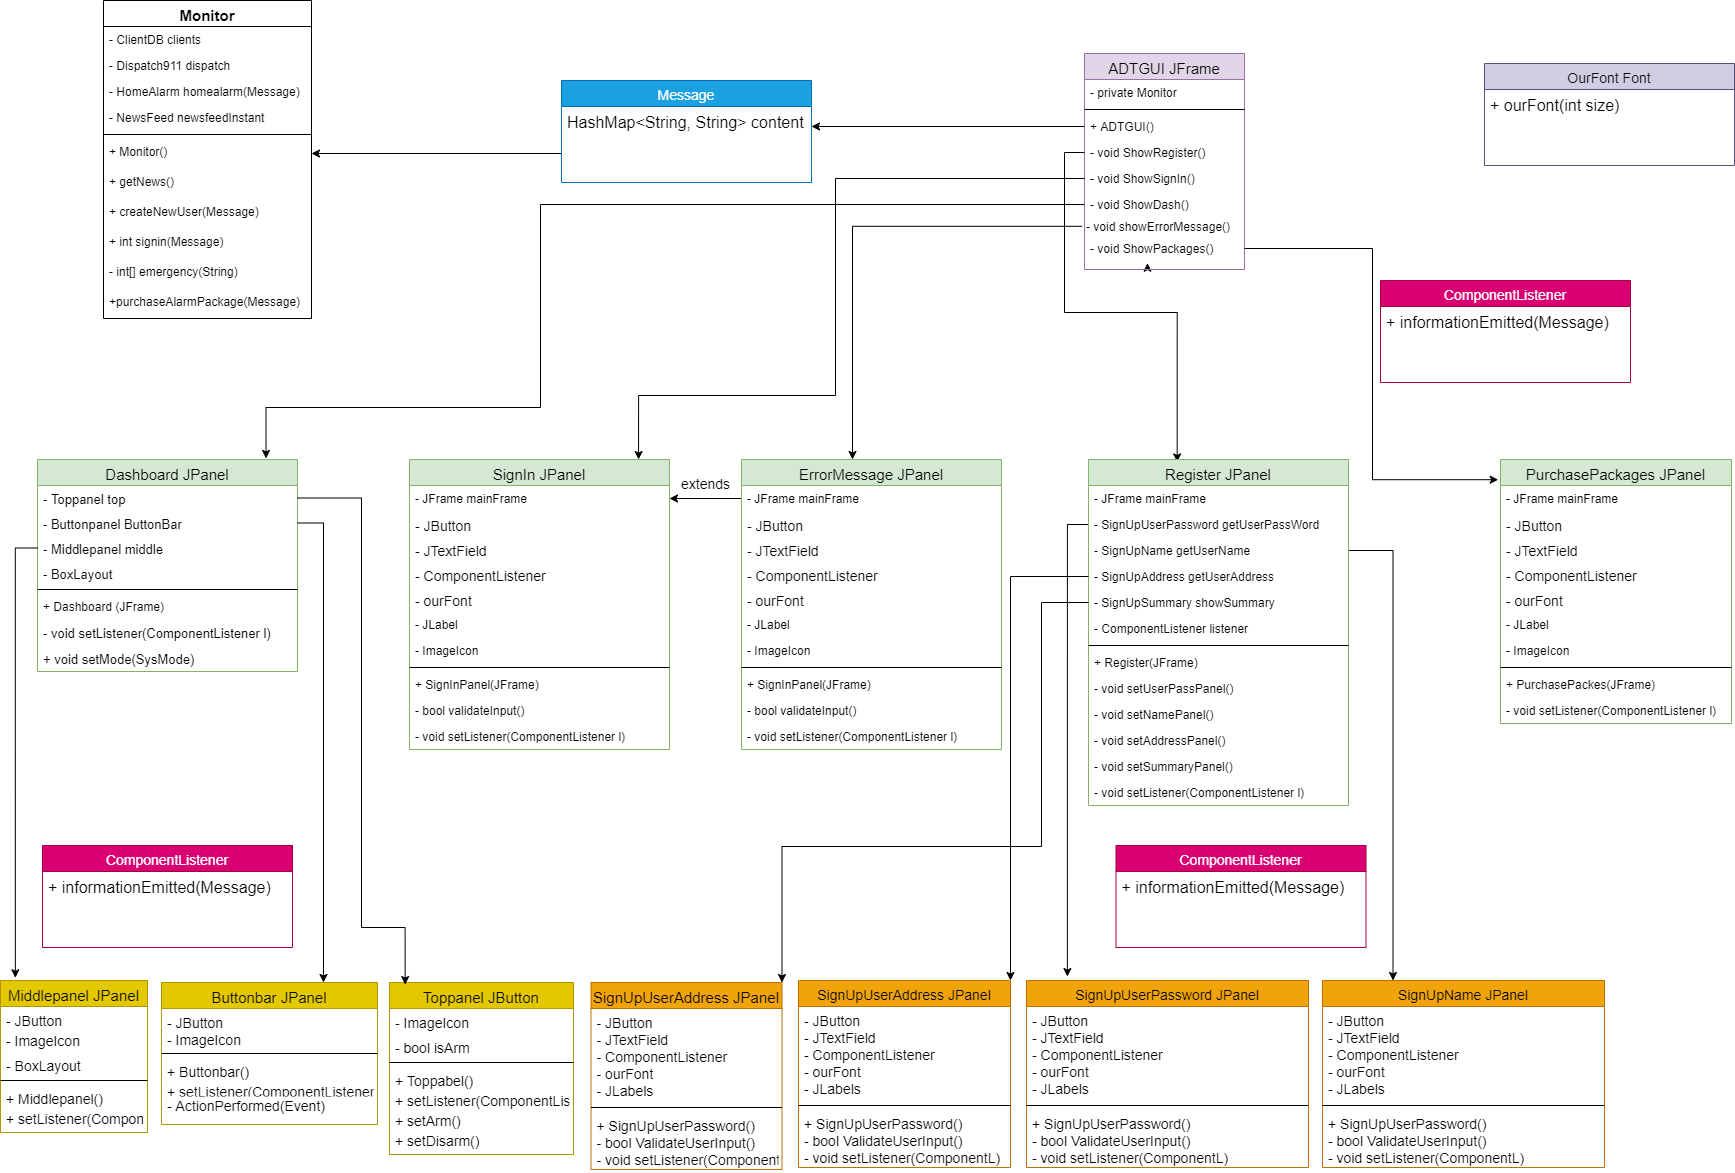 Monitor
- ClientDB clients
- Dispatch911 dispatch
- HomeAlarm homealarm(Message)
- NewsFeed newsfeedInstant
+ Monitor()
+ getNews()
+ createNewUser(Message)
+ int signin(Message)
- int[] emergency(String)
+purchaseAlarmPackage(Message)
Message
HashMap<String, String> content
ADTGUI JFrame
- private Monitor
+ ADTGUI()
- void ShowRegister()
- void ShowSignIn()
- void ShowDash()
- void showErrorMessage()
- void ShowPackages()
OurFont Font
+ ourFont(int size)
ComponentListener
+ informationEmitted(Message)
Dashboard JPanel
- Toppanel top
- Buttonpanel ButtonBar
- Middlepanel middle
- BoxLayout
+ Dashboard (JFrame)
- void setListener(ComponentListener l)
+ void setMode(SysMode)
SignIn JPanel
- JFrame mainFrame
- JButton
- JTextField
- ComponentListener
- ourFont
- JLabel
- ImageIcon
+ SignInPanel(JFrame)
- bool validateInput()
- void setListener(ComponentListener l)
extends
ErrorMessage JPanel
- JFrame mainFrame
- JButton
- JTextField
- ComponentListener
- ourFont
- JLabel
- ImageIcon
+ SignInPanel(JFrame)
- bool validateInput()
- void setListener(ComponentListener l)
Register JPanel
- JFrame mainFrame
- SignUpUserPassword getUserPassWord
- SignUpName getUserName
- SignUpAddress getUserAddress
- SignUpSummary showSummary
- ComponentListener listener
+ Register(JFrame)
- void setUserPassPanel()
- void setNamePanel()
- void setAddressPanel()
- void setSummaryPanel()
- void setListener(ComponentListener l)
PurchasePackages JPanel
- JFrame mainFrame
- JButton
- JTextField
- ComponentListener
- ourFont
- JLabel
- ImageIcon
+ PurchasePackes(JFrame)
- void setListener(ComponentListener l)
ComponentListener
+ informationEmitted(Message)
ComponentListener
+ informationEmitted(Message)
Middlepanel JPanel
- JButton
- ImageIcon
- BoxLayout
+ Middlepanel()
+ setListener(Compon
Buttonbar JPanel
- JButton
- ImageIcon
+ Buttonbar()
+ setListener(ComponentListener
- ActionPerformed(Event)
Toppanel JButton
- ImageIcon
- bool isArm
+ Toppabel()
+ setListener(ComponentLis
+ setArm()
+ setDisarm()
SignUpUserAddress JPanel
- JButton
- JTextField
- ComponentListener
- ourFont
- JLabels
+ SignUpUserPassword()
- bool ValidateUserInput()
- void setListener(Component
SignUpUserAddress JPanel
- JButton
- JTextField
- ComponentListener
- ourFont
- JLabels
+ SignUpUserPassword()
- bool ValidateUserInput()
- void setListener(ComponentL)
SignUpUserPassword JPanel
- JButton
- JTextField
- ComponentListener
- ourFont
- JLabels
+ SignUpUserPassword()
- bool ValidateUserInput()
- void setListener(ComponentL)
SignUpName JPanel
- JButton
- JTextField
- ComponentListener
- ourFont
- JLabels
+ SignUpUserPassword()
- bool ValidateUserInput()
- void setListener(ComponentL)